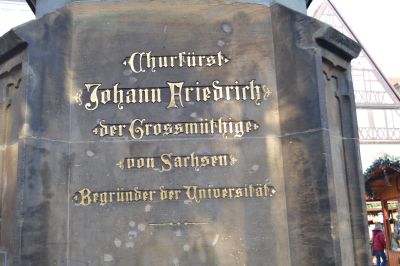 Churfürst
Johann Friedrich
der Grossmüthige
von Sachsen
Begründer der Universität